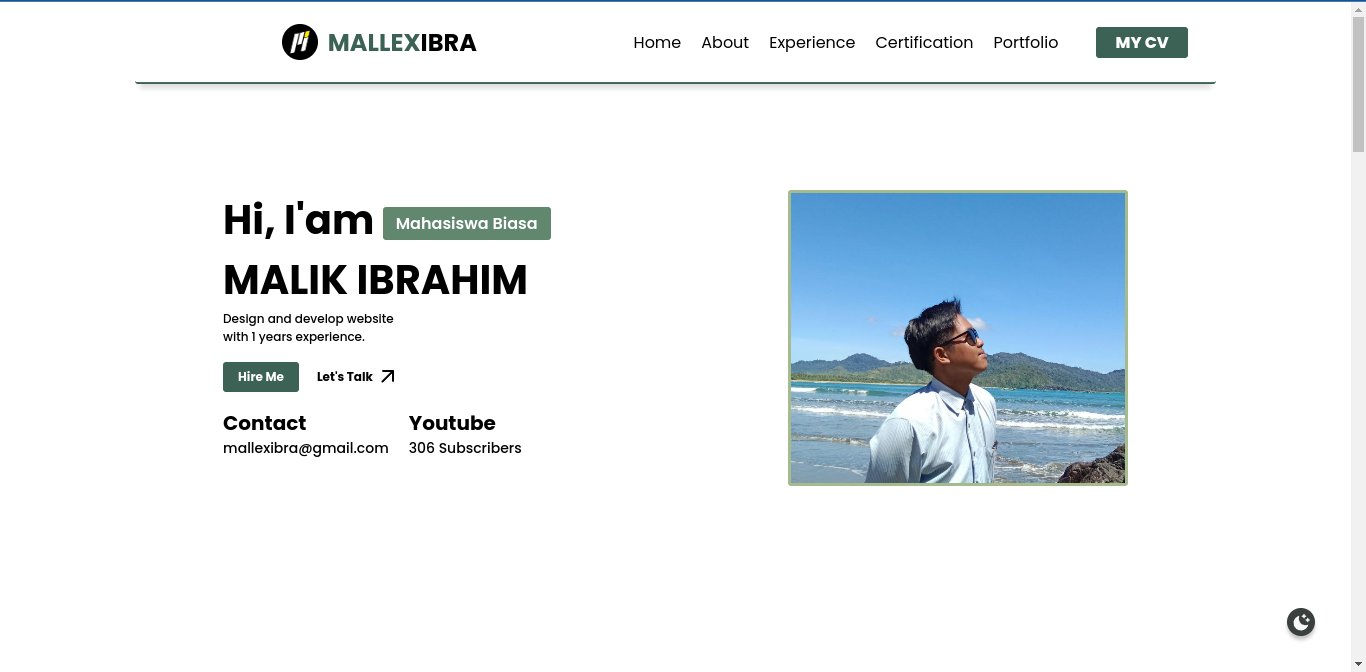 MALLEXIBRA
Home About Experience Certification Portfolio MY CV
Hi, I'am Mahasiswa Biasa
MALIK IBRAHIM
Design and develop website
with 1 years experience.
Hire Me Let's Talk
Contact Youtube
mallexibra@gmail.com 306 Subscribers